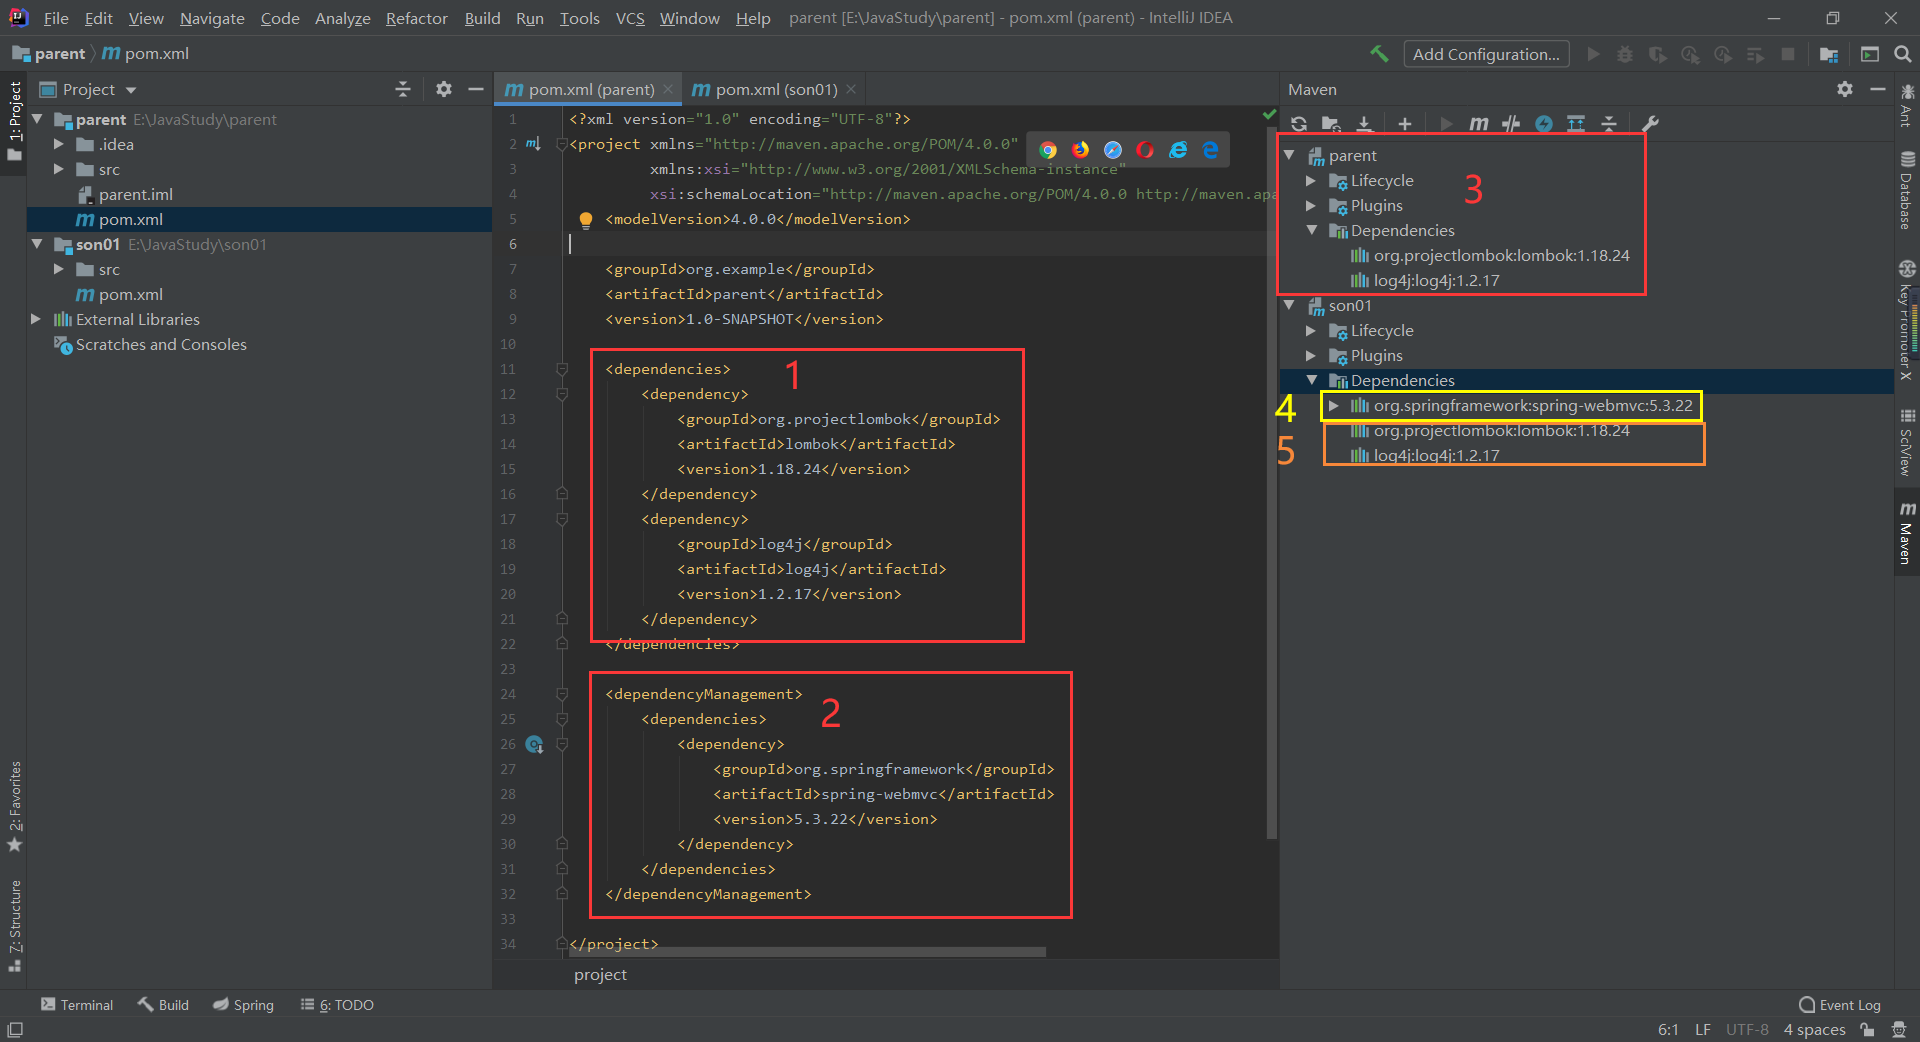 File Edit View Navigate Code Analyze Refactor Build Run Tools VCS Window Help parent [E:\JavaStudy\parent] - pom.xml (parent) - IntelliJ IDEA
parent pom.xml
Add Configuration...
1: Project
Project
parent E:\JavaStudy\parent
.idea
src
parent.iml
pom.xml
son01 E:\JavaStudy\son01
src
pom.xml
External Libraries
Scratches and Consoles
2: Favorites
7: Structure
pom.xml (parent) pom.xml (son01)
1 <?xml version="1.0" encoding="UTF-8"?>
2 <project xmlns="http://maven.apache.org/POM/4.0.0"
3 xmlns:xsi="http://www.w3.org/2001/XMLSchema-instance"
4 xsi:schemaLocation="http://maven.apache.org/POM/4.0.0 http://maven.apa
5 <modelVersion>4.0.0</modelVersion>
6
7 <groupId>org.example</groupId>
8 <artifactId>parent</artifactId>
9 <version>1.0-SNAPSHOT</version>
10
11 <dependencies>
1
12 <dependency>
13 <groupId>org.projectlombok</groupId>
14 <artifactId>lombok</artifactId>
15 <version>1.18.24</version>
16 </dependency>
17 <dependency>
18 <groupId>log4j</groupId>
19 <artifactId>log4j</artifactId>
20 <version>1.2.17</version>
21 </dependency>
22 </dependencies>
23
24 <dependencyManagement>
2
25 <dependencies>
26 <dependency>
27 <groupId>org.springframework</groupId>
28 <artifactId>spring-webmvc</artifactId>
29 <version>5.3.22</version>
30 </dependency>
31 </dependencies>
32 </dependencyManagement>
33
34 </project>
project
Maven
parent
Lifecycle
3
Plugins
Dependencies
org.projectlombok:lombok:1.18.24
log4j:log4j:1.2.17
son01
Lifecycle
Plugins
Dependencies
4 org.springframework:spring-webmvc:5.3.22
org.projectlombok:lombok:1.18.24
5
log4j:log4j:1.2.17
Ant
Database
Key Promoter X
SciView
Maven
Terminal Build Spring 6: TODO Event Log
6:1 LF UTF-8 4 spaces